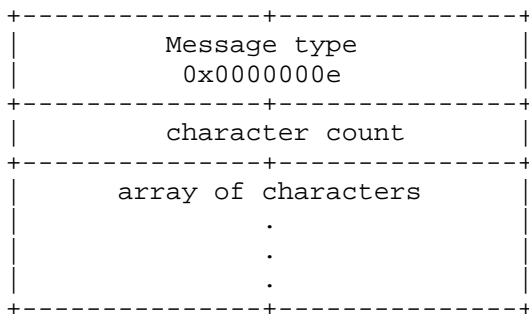 +---------------+---------------+
|          Message type         |
|           0x0000000e          |
+---------------+---------------+
|          character count      |
+---------------+---------------+
|       array of characters     |
|               .               |
|               .               |
|               .               |
+---------------+---------------+